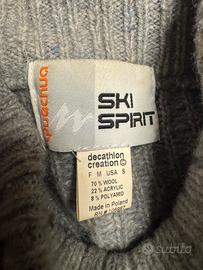 quechua
SKI
SPIRIT
decathlon
creation ©
F M USA S
70% WOOL
22% ACRYLIC
8% POLYAMID
Made in Poland
subito